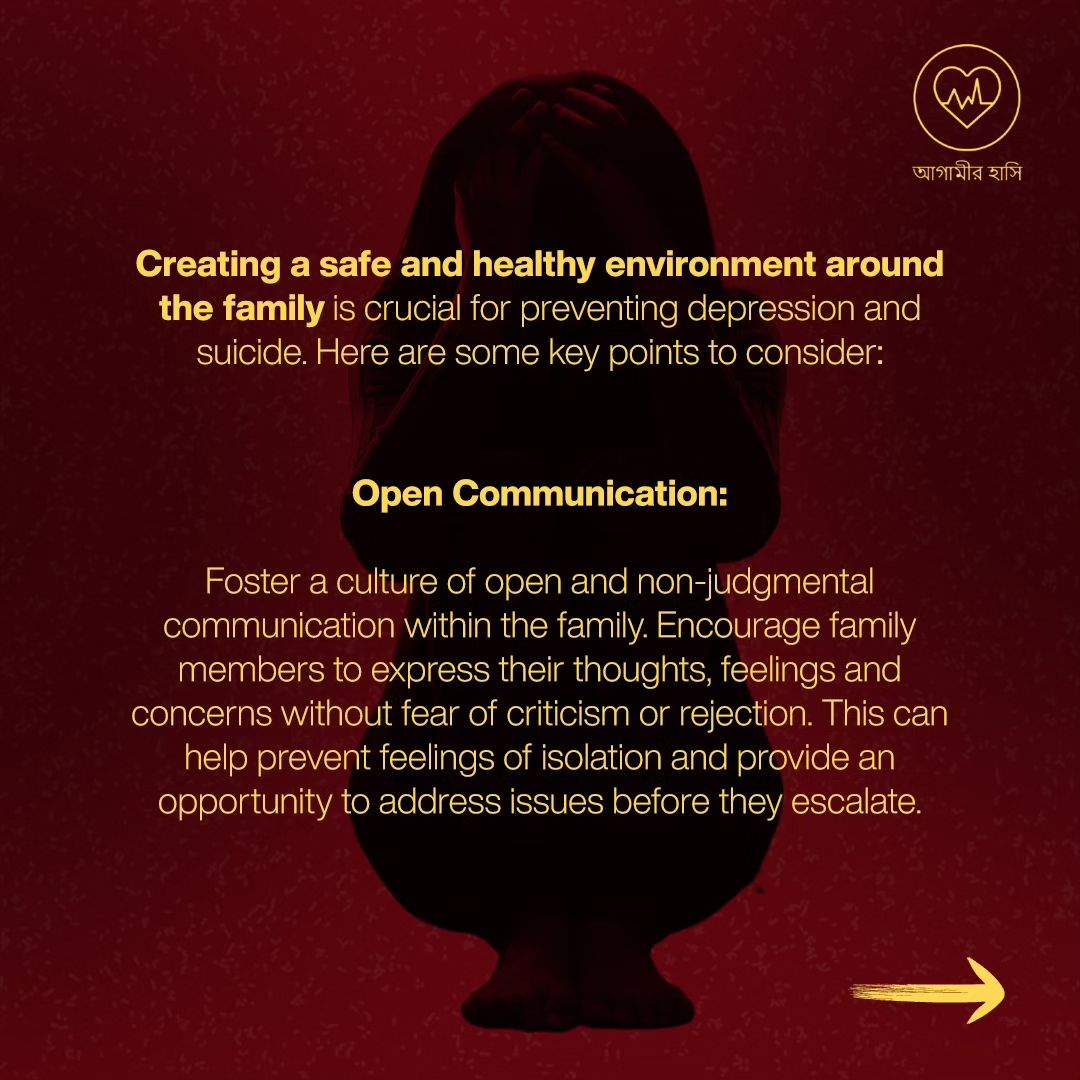 আগামীর হাসি
Creating a safe and healthy environment around
the family is crucial for preventing depression and
suicide. Here are some key points to consider:
Open Communication:
Foster a culture of open and non-judgmental
communication within the family. Encourage family
members to express their thoughts, feelings and
concerns without fear of criticism or rejection. This can
help prevent feelings of isolation and provide an
opportunity to address issues before they escalate.